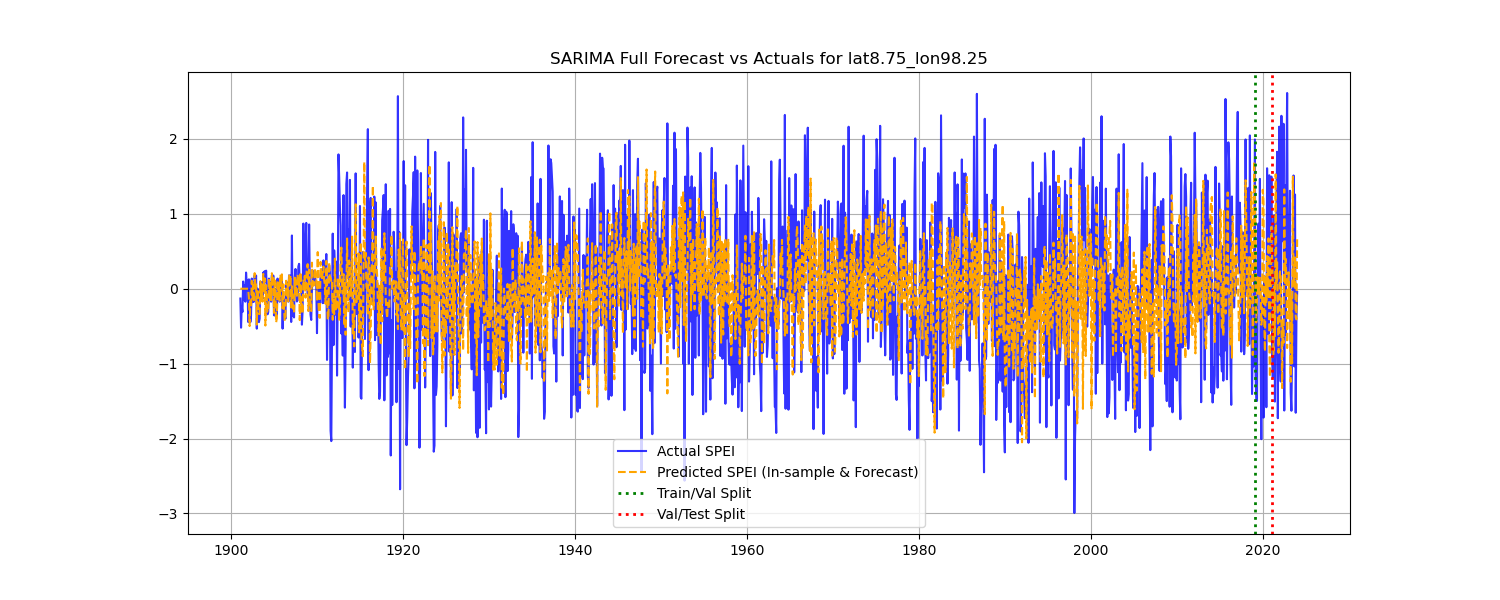 SARIMA Full Forecast vs Actuals for lat8.75_lon98.25
2
1
0
−1
−2
−3
Actual SPEI
Predicted SPEI (In-sample & Forecast)
Train/Val Split
Val/Test Split
1900 1920 1940 1960 1980 2000 2020